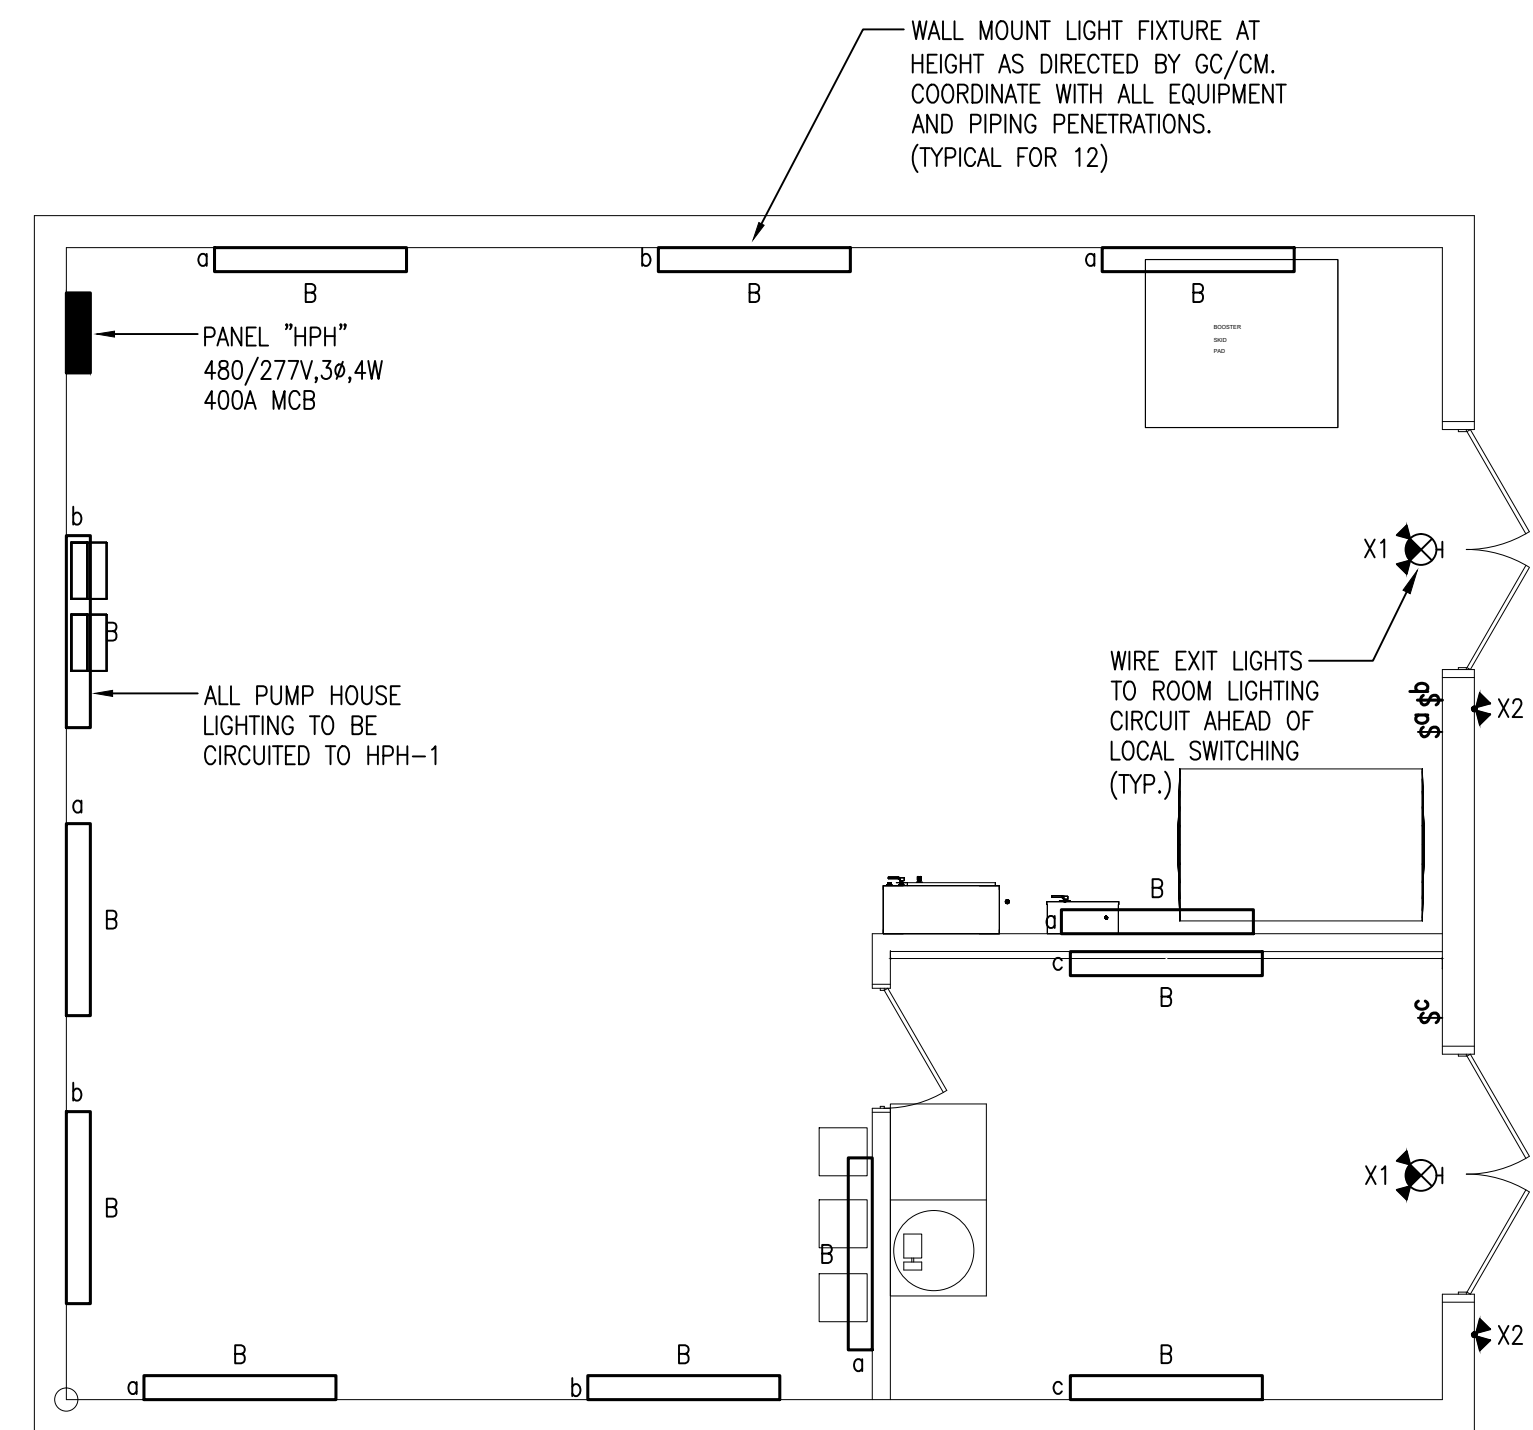 WALL MOUNT LIGHT FIXTURE AT
HEIGHT AS DIRECTED BY GC/CM.
COORDINATE WITH ALL EQUIPMENT
AND PIPING PENETRATIONS.
(TYPICAL FOR 12)
a
B
b
B
a
B
PANEL "HPH"
480/277V,3ø,4W
400A MCB
BOOSTER
SKID
PAD
b
B
X1
ALL PUMP HOUSE
LIGHTING TO BE
CIRCUITED TO HPH-1
WIRE EXIT LIGHTS
TO ROOM LIGHTING
CIRCUIT AHEAD OF
LOCAL SWITCHING
(TYP.)
$b
$a
X2
a
B
B
a
c
B
$c
b
B
X1
B
a
X2
B
a
B
b
B
c